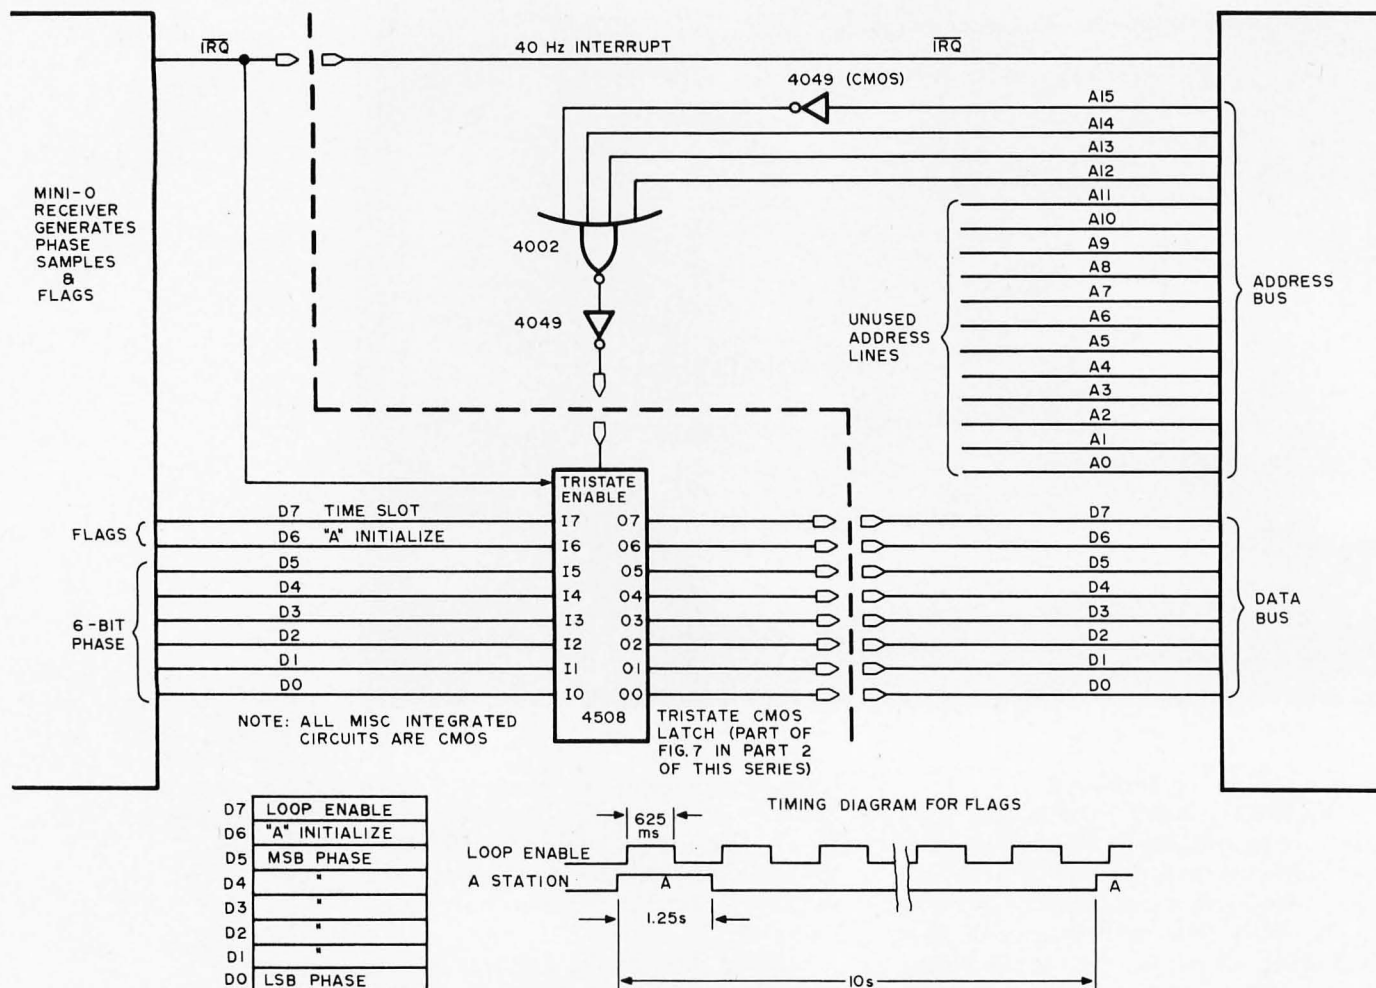 IRQ
40 Hz INTERRUPT
IRQ
4049 (CMOS)
A15
A14
A13
A12
A11
A10
A9
A8
A7
A6
A5
A4
A3
A2
A1
A0
MINI-O
RECEIVER
GENERATES
PHASE
SAMPLES
&
FLAGS
4002
4049
UNUSED
ADDRESS
LINES
ADDRESS
BUS
TRISTATE
ENABLE
FLAGS
D7 TIME SLOT
D6 "A" INITIALIZE
6-BIT
PHASE
D5
D4
D3
D2
D1
D0
I7 O7
I6 O6
I5 O5
I4 O4
I3 O3
I2 O2
I1 O1
I0 O0
4508
D7
D6
D5
D4
D3
D2
D1
D0
DATA
BUS
NOTE: ALL MISC INTEGRATED
CIRCUITS ARE CMOS
TRISTATE CMOS
LATCH (PART OF
FIG. 7 IN PART 2
OF THIS SERIES)
D7 LOOP ENABLE
D6 "A" INITIALIZE
D5 MSB PHASE
D4 "
D3 "
D2 "
D1 "
D0 LSB PHASE
TIMING DIAGRAM FOR FLAGS
625
ms
LOOP ENABLE
A STATION A A
1.25s
10s